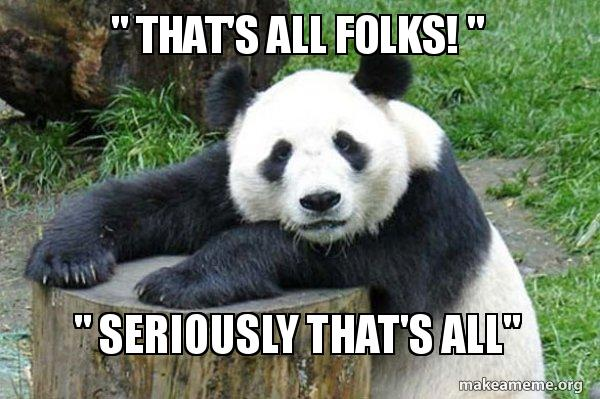 " THAT'S ALL FOLKS! "
" SERIOUSLY THAT'S ALL"
makeameme.org